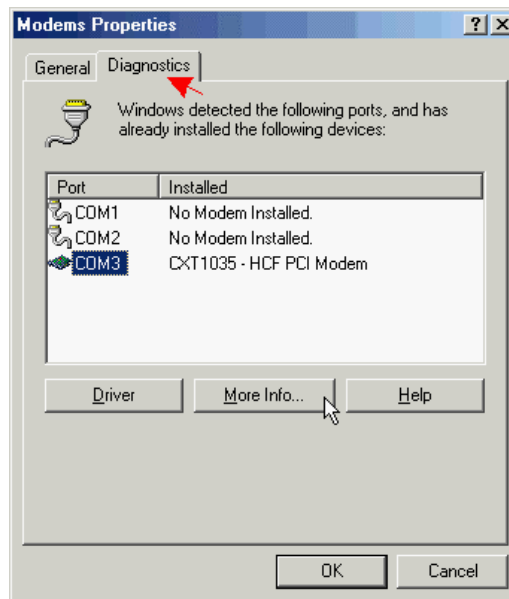 Modems Properties
General Diagnostics
Windows detected the following ports, and has
already installed the following devices:
Port Installed
COM1 No Modem Installed.
COM2 No Modem Installed.
COM3 CXT1035 - HCF PCI Modem
Driver More Info... Help
OK Cancel